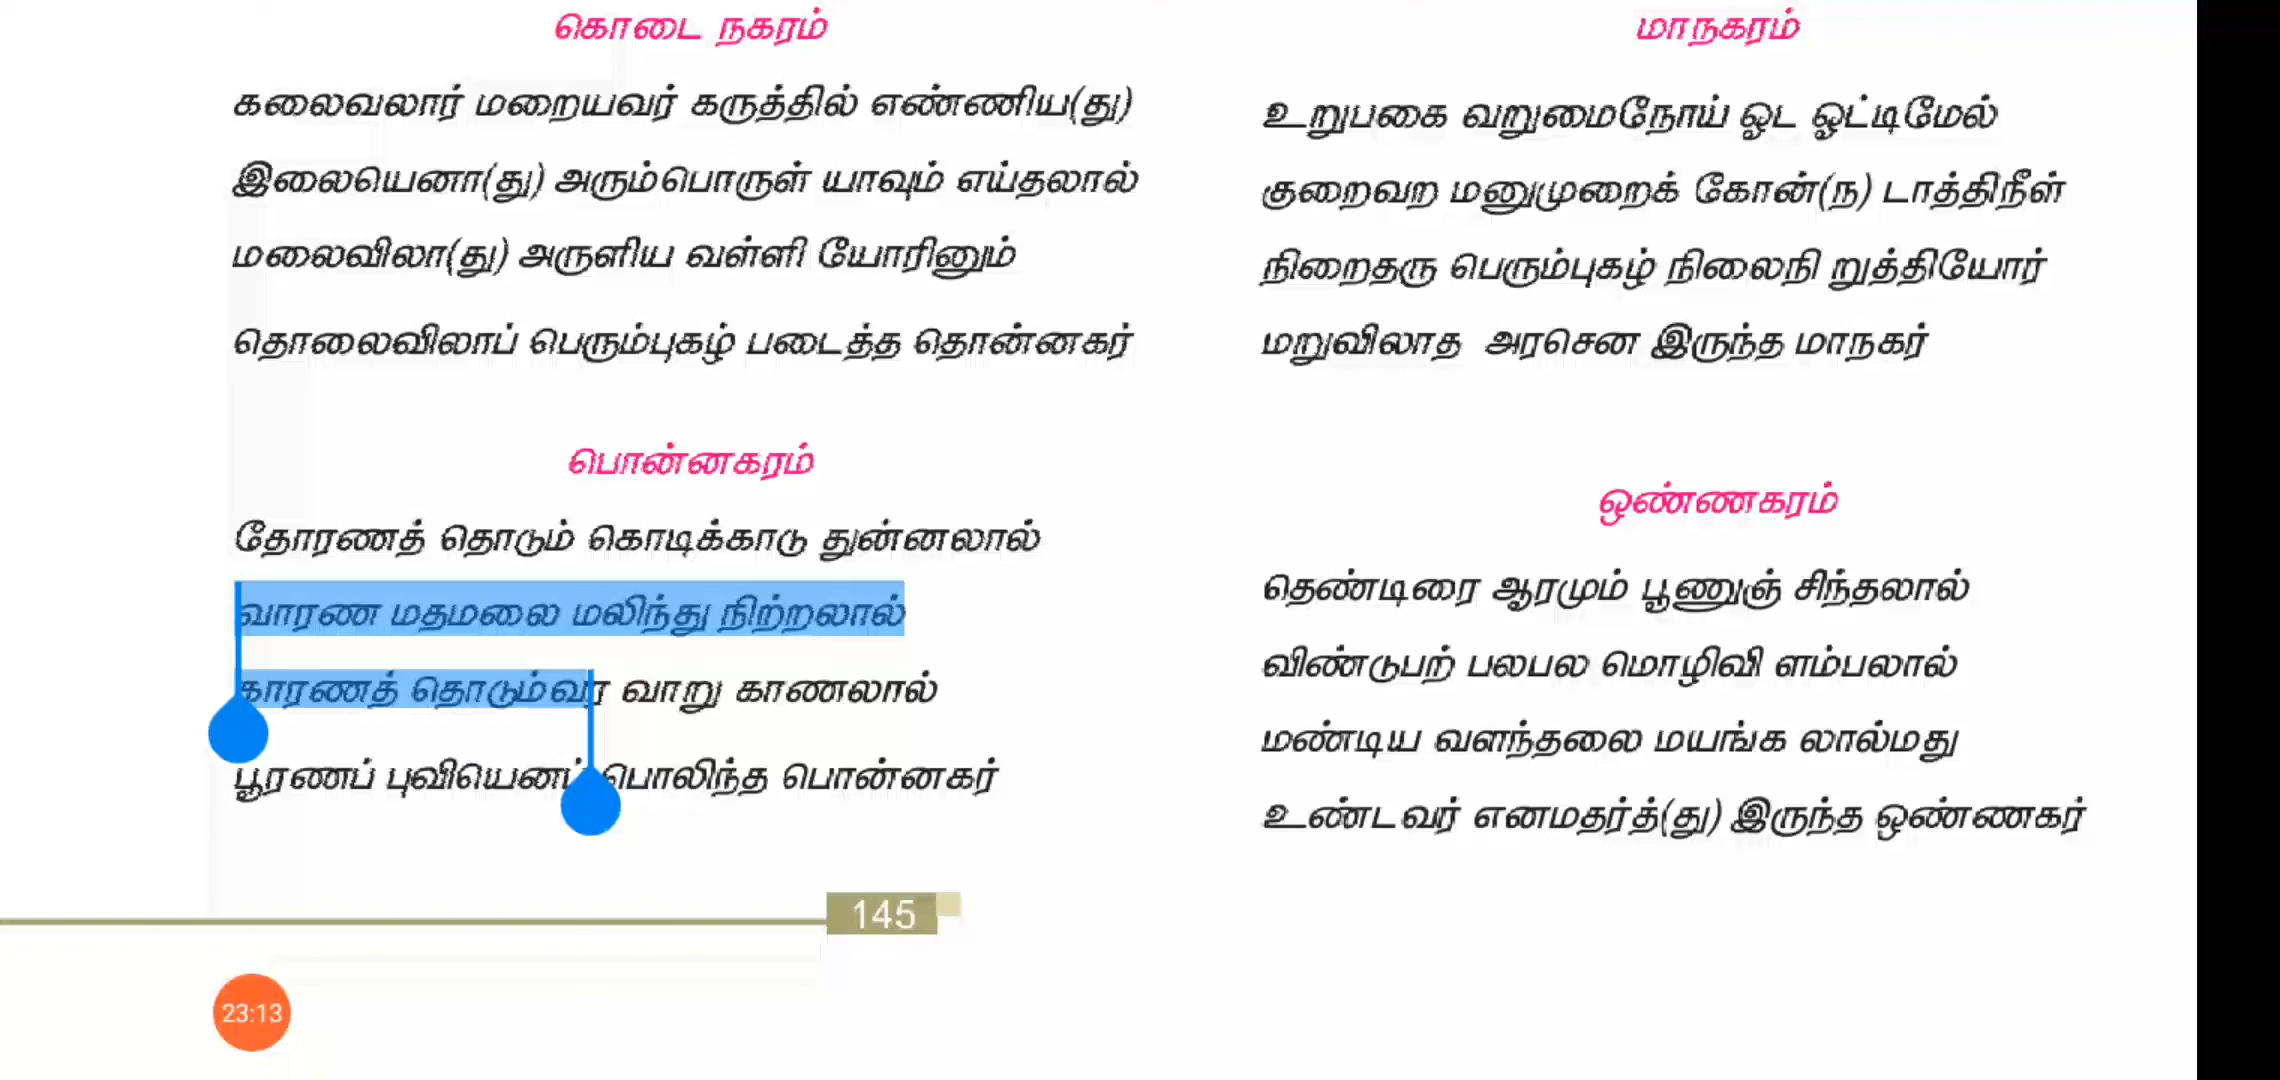 கொடை நகரம்
கலைவலார் மறையவர் கருத்தில் எண்ணிய(து)
இலையெனா(து) அரும்பொருள் யாவும் எய்தலால்
மலைவிலா(து) அருளிய வள்ளி யோரினும்
தொலைவிலாப் பெரும்புகழ் படைத்த தொன்னகர்
பொன்னகரம்
தோரணத் தொடும் கொடிக்காடு துன்னலால்
வாரண மதமலை மலிந்து நிற்றலால்
காரணத் தொடும்வர வாறு காணலால்
பூரணப் புவியெனப் பொலிந்த பொன்னகர்
145
23:13
மாநகரம்
உறுபகை வறுமைநோய் ஓட ஓட்டிமேல்
குறைவற மனுமுறைக் கோன்(ந) டாத்திநீள்
நிறைதரு பெரும்புகழ் நிலைநி றுத்தியோர்
மறுவிலாத அரசென இருந்த மாநகர்
ஒண்ணகரம்
தெண்டிரை ஆரமும் பூணுஞ் சிந்தலால்
விண்டுபற் பலபல மொழிவி ளம்பலால்
மண்டிய வளந்தலை மயங்க லால்மது
உண்டவர் எனமதர்த்(து) இருந்த ஒண்ணகர்